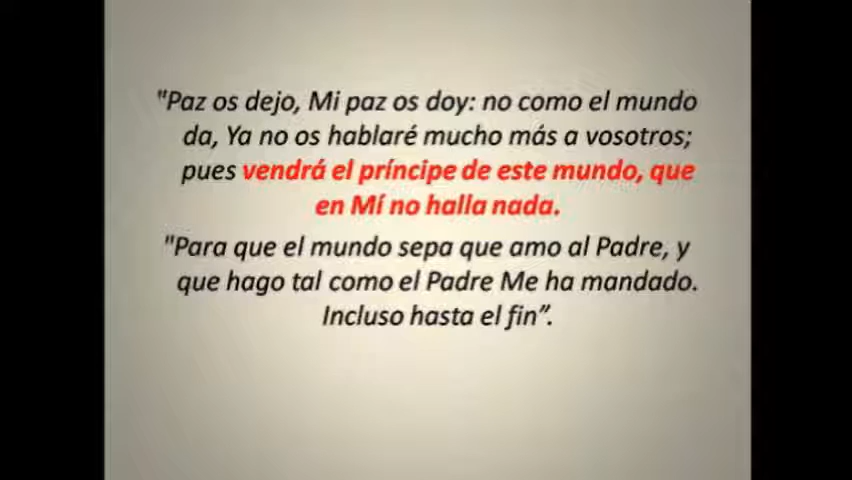 "Paz os dejo, Mi paz os doy: no como el mundo
da, Ya no os hablaré mucho más a vosotros;
pues vendrá el príncipe de este mundo, que
en Mí no halla nada.
"Para que el mundo sepa que amo al Padre, y
que hago tal como el Padre Me ha mandado.
Incluso hasta el fin”.